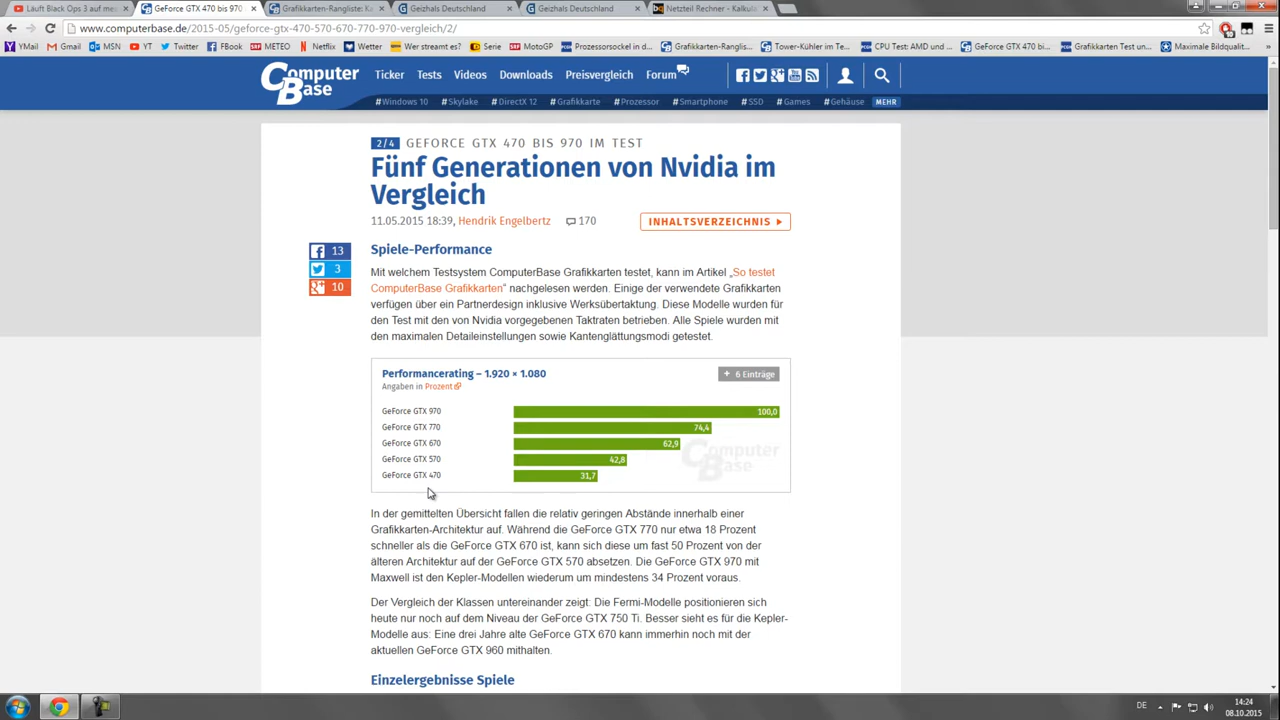 Läuft Black Ops 3 auf me
GeForce GTX 470 bis 970
Grafikkarten-Rangliste: Ka
Geizhals Deutschland
Geizhals Deutschland
Netzteil Rechner - Kalkula
www.computerbase.de/2015-05/geforce-gtx-470-570-670-770-970-vergleich/2/
YMail Gmail MSN YT Twitter FBook METEO Netflix Wetter Wer streamt es? Serie MotoGP Prozessorsockel in d... Grafikkarten-Ranglis... Tower-Kühler im Te... CPU Test: AMD und ... GeForce GTX 470 bi... Grafikkarten Test un... Maximale Bildqualit...
ComputerBase
Ticker Tests Videos Downloads Preisvergleich Forum
#Windows 10 #Skylake #DirectX 12 #Grafikkarte #Prozessor #Smartphone #SSD #Games #Gehäuse MEHR
2/4 GEFORCE GTX 470 BIS 970 IM TEST
Fünf Generationen von Nvidia im
Vergleich
11.05.2015 18:39, Hendrik Engelbertz 170
INHALTSVERZEICHNIS
13
3
10
Spiele-Performance
Mit welchem Testsystem ComputerBase Grafikkarten testet, kann im Artikel „So testet
ComputerBase Grafikkarten“ nachgelesen werden. Einige der verwendete Grafikkarten
verfügen über ein Partnerdesign inklusive Werksübertaktung. Diese Modelle wurden für
den Test mit den von Nvidia vorgegebenen Taktraten betrieben. Alle Spiele wurden mit
den maximalen Detaileinstellungen sowie Kantenglättungsmodi getestet.
Performancerating – 1.920 × 1.080
+ 6 Einträge
Angaben in Prozent
GeForce GTX 970 100,0
GeForce GTX 770 74,4
GeForce GTX 670 62,9
GeForce GTX 570 42,8
GeForce GTX 470 31,7
ComputerBase
In der gemittelten Übersicht fallen die relativ geringen Abstände innerhalb einer
Grafikkarten-Architektur auf. Während die GeForce GTX 770 nur etwa 18 Prozent
schneller als die GeForce GTX 670 ist, kann sich diese um fast 50 Prozent von der
älteren Architektur auf der GeForce GTX 570 absetzen. Die GeForce GTX 970 mit
Maxwell ist den Kepler-Modellen wiederum um mindestens 34 Prozent voraus.
Der Vergleich der Klassen untereinander zeigt: Die Fermi-Modelle positionieren sich
heute nur noch auf dem Niveau der GeForce GTX 750 Ti. Besser sieht es für die Kepler-
Modelle aus: Eine drei Jahre alte GeForce GTX 670 kann immerhin noch mit der
aktuellen GeForce GTX 960 mithalten.
Einzelergebnisse Spiele
DE
14:24
08.10.2015